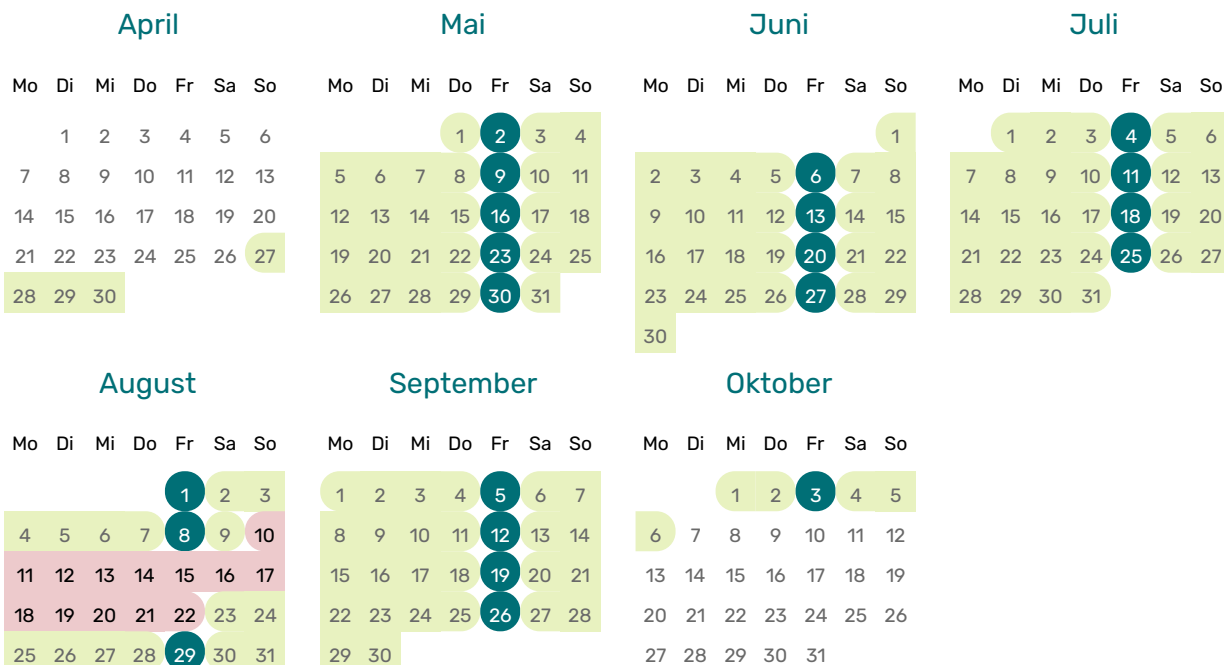 April Mai Juni Juli
Mo Di Mi Do Fr Sa So Mo Di Mi Do Fr Sa So Mo Di Mi Do Fr Sa So Mo Di Mi Do Fr Sa So
1 2 3 4 5 6 1 2 3 4 1 1 2 3 4 5 6
7 8 9 10 11 12 13 5 6 7 8 9 10 11 2 3 4 5 6 7 8 7 8 9 10 11 12 13
14 15 16 17 18 19 20 12 13 14 15 16 17 18 9 10 11 12 13 14 15 14 15 16 17 18 19 20
21 22 23 24 25 26 27 19 20 21 22 23 24 25 16 17 18 19 20 21 22 21 22 23 24 25 26 27
28 29 30 26 27 28 29 30 31 23 24 25 26 27 28 29 28 29 30 31
30
August September Oktober
Mo Di Mi Do Fr Sa So Mo Di Mi Do Fr Sa So Mo Di Mi Do Fr Sa So
1 2 3 1 2 3 4 5 6 7 1 2 3 4 5
4 5 6 7 8 9 10 8 9 10 11 12 13 14 6 7 8 9 10 11 12
11 12 13 14 15 16 17 15 16 17 18 19 20 21 13 14 15 16 17 18 19
18 19 20 21 22 23 24 22 23 24 25 26 27 28 20 21 22 23 24 25 26
25 26 27 28 29 30 31 29 30 27 28 29 30 31